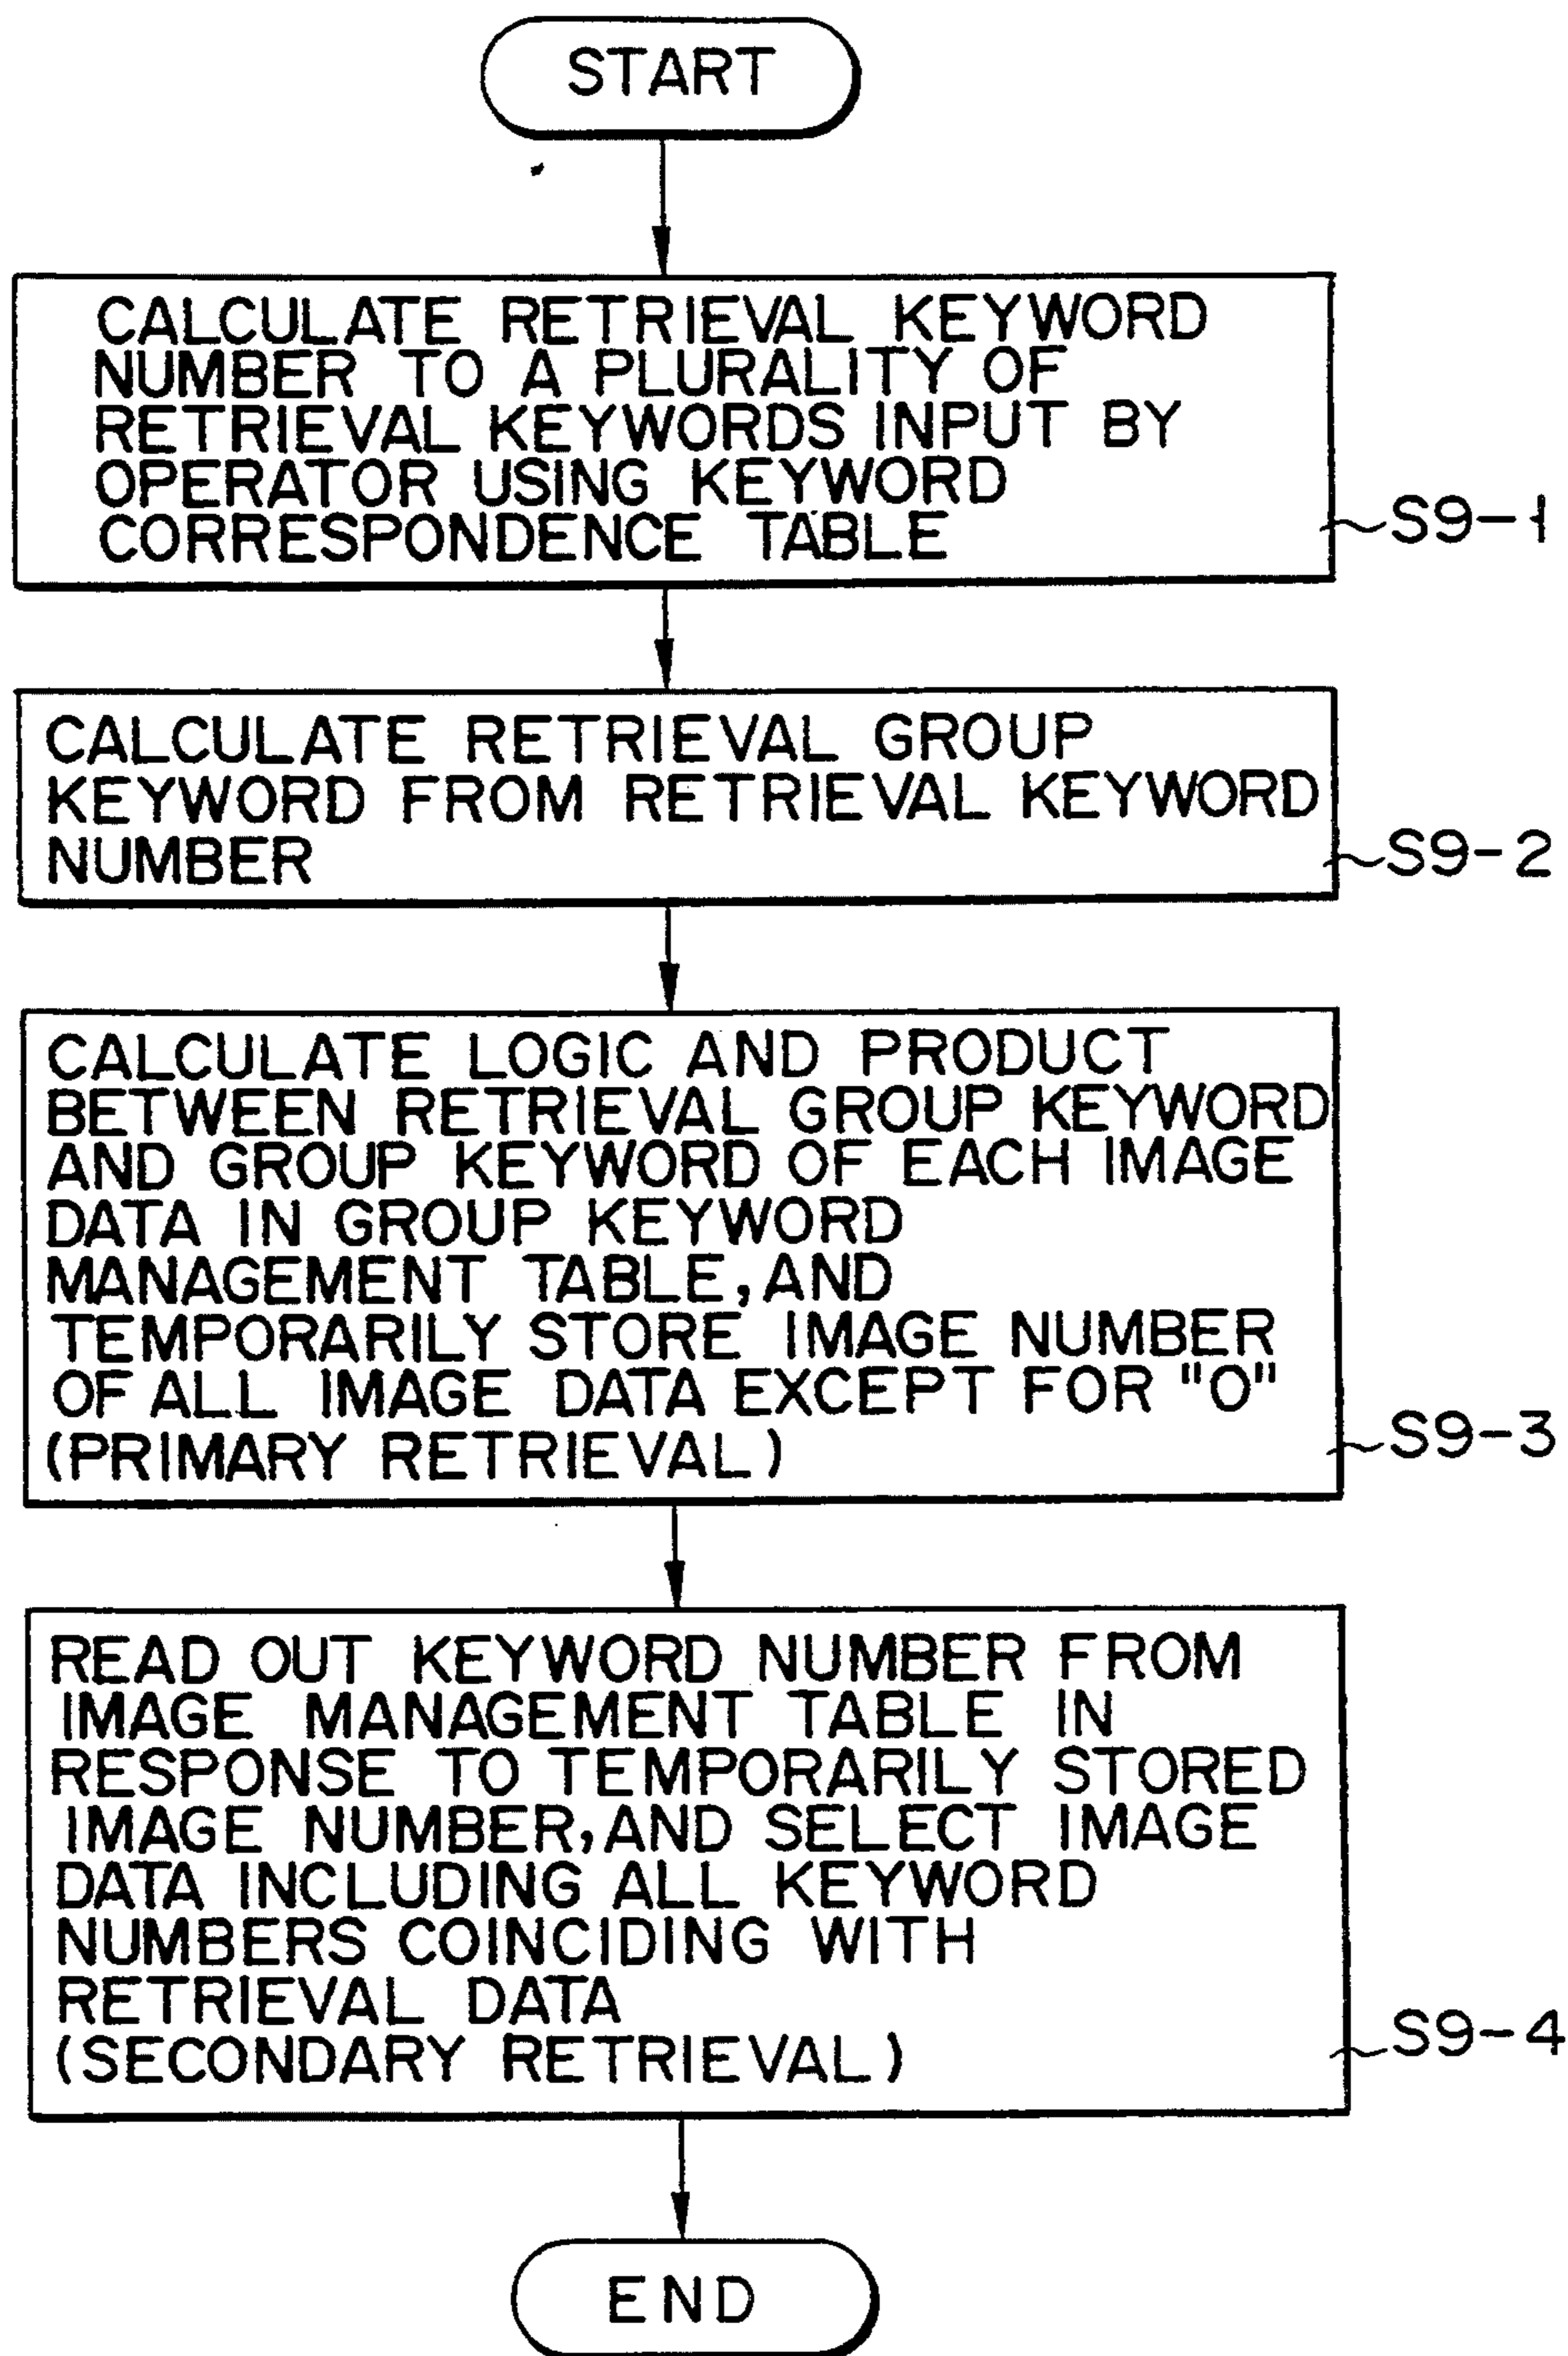 START
CALCULATE RETRIEVAL KEYWORD
NUMBER TO A PLURALITY OF
RETRIEVAL KEYWORDS INPUT BY
OPERATOR USING KEYWORD
CORRESPONDENCE TABLE
S9-1
CALCULATE RETRIEVAL GROUP
KEYWORD FROM RETRIEVAL KEYWORD
NUMBER
S9-2
CALCULATE LOGIC AND PRODUCT
BETWEEN RETRIEVAL GROUP KEYWORD
AND GROUP KEYWORD OF EACH IMAGE
DATA IN GROUP KEYWORD
MANAGEMENT TABLE, AND
TEMPORARILY STORE IMAGE NUMBER
OF ALL IMAGE DATA EXCEPT FOR "0"
(PRIMARY RETRIEVAL)
S9-3
READ OUT KEYWORD NUMBER FROM
IMAGE MANAGEMENT TABLE IN
RESPONSE TO TEMPORARILY STORED
IMAGE NUMBER, AND SELECT IMAGE
DATA INCLUDING ALL KEYWORD
NUMBERS COINCIDING WITH
RETRIEVAL DATA
(SECONDARY RETRIEVAL)
S9-4
END